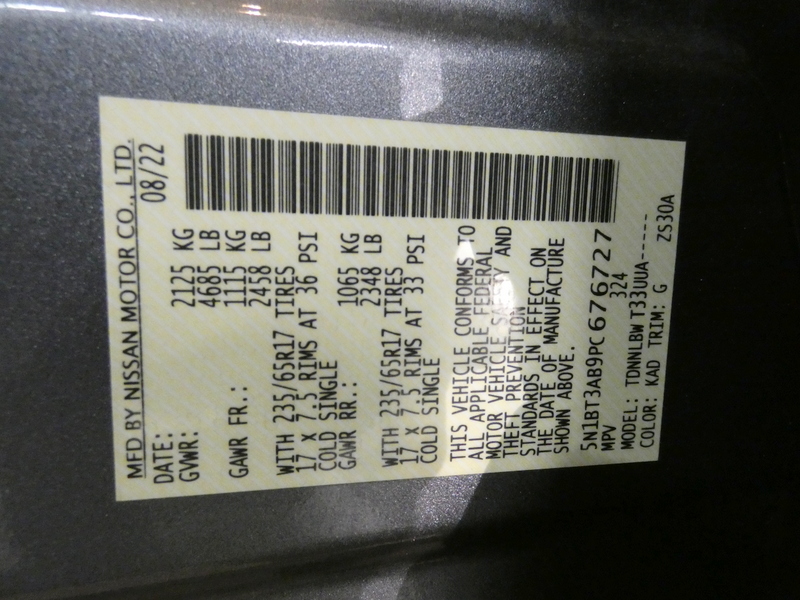 MFD BY NISSAN MOTOR CO., LTD.
DATE: 08/22
GVWR: 2125 KG
4685 LB
GAWR FR.: 1115 KG
2458 LB
WITH 235/65R17 TIRES
17 X 7.5 RIMS AT 36 PSI
COLD SINGLE
GAWR RR.: 1065 KG
2348 LB
WITH 235/65R17 TIRES
17 X 7.5 RIMS AT 33 PSI
COLD SINGLE
THIS VEHICLE CONFORMS TO
ALL APPLICABLE FEDERAL
MOTOR VEHICLE SAFETY AND
THEFT PREVENTION
STANDARDS IN EFFECT ON
THE DATE OF MANUFACTURE
SHOWN ABOVE.
5N1BT3AB9PC676727
MPV 324
MODEL: TDNNLBW T33UUA-----
COLOR: KAD TRIM: G ZS30A